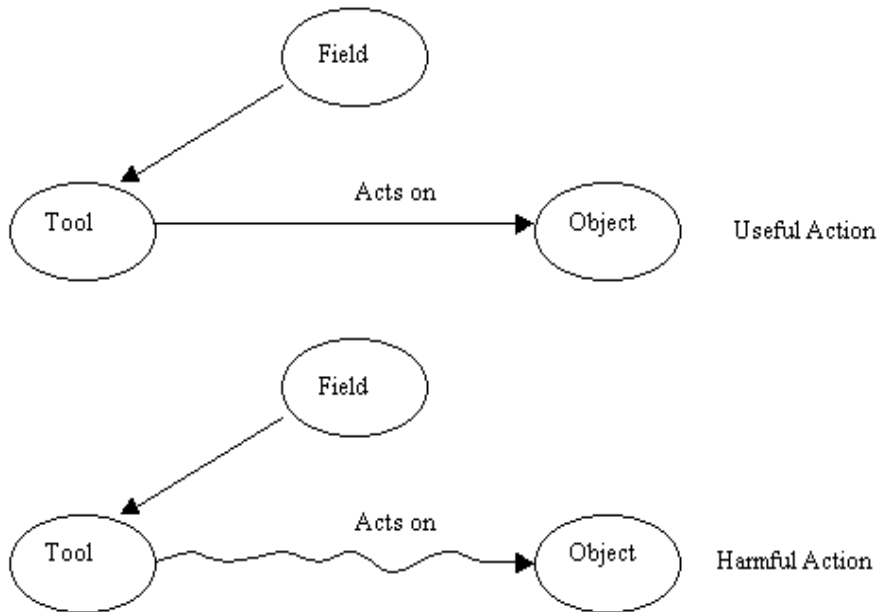 Field
Acts on
Tool
Object
Useful Action
Field
Acts on
Tool
Object
Harmful Action